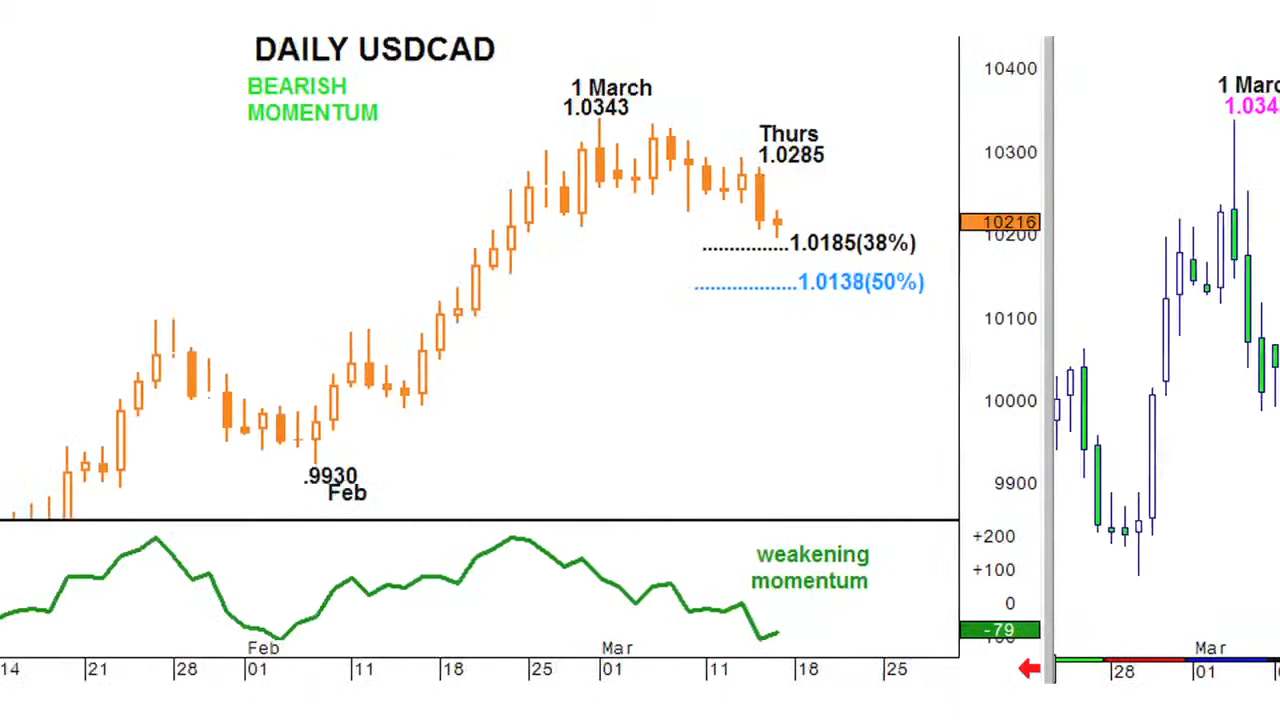 DAILY USDCAD
BEARISH
MOMENTUM
1 March
1.0343
Thurs
1.0285
1.0185(38%)
1.0138(50%)
.9930
Feb
weakening
momentum
10400
10300
10216
10200
10100
10000
9900
+200
+100
0
-79
Feb
Mar
14
21
28
01
11
18
25
01
11
18
25
1 Marc
1.034
Mar
28
01